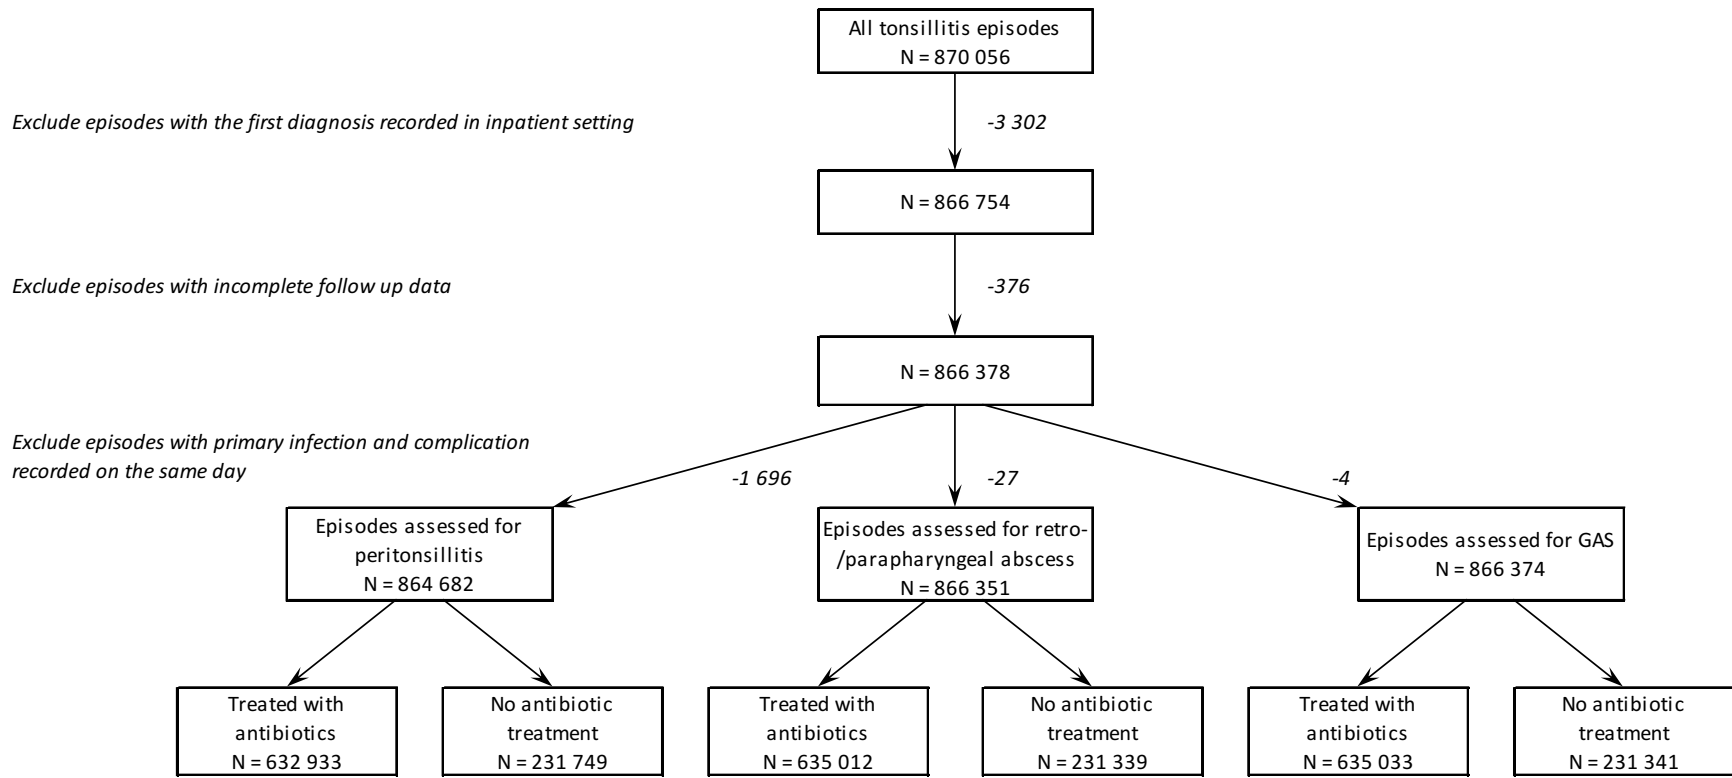 All tonsillitis episodes
N = 870 056
Exclude episodes with the first diagnosis recorded in inpatient setting
-3 302
N = 866 754
Exclude episodes with incomplete follow up data
-376
N = 866 378
Exclude episodes with primary infection and complication
recorded on the same day
-1 696
-27
-4
Episodes assessed for
peritonsillitis
N = 864 682
Episodes assessed for retro-
/parapharyngeal abscess
N = 866 351
Episodes assessed for GAS
N = 866 374
Treated with
antibiotics
N = 632 933
No antibiotic
treatment
N = 231 749
Treated with
antibiotics
N = 635 012
No antibiotic
treatment
N = 231 339
Treated with
antibiotics
N = 635 033
No antibiotic
treatment
N = 231 341